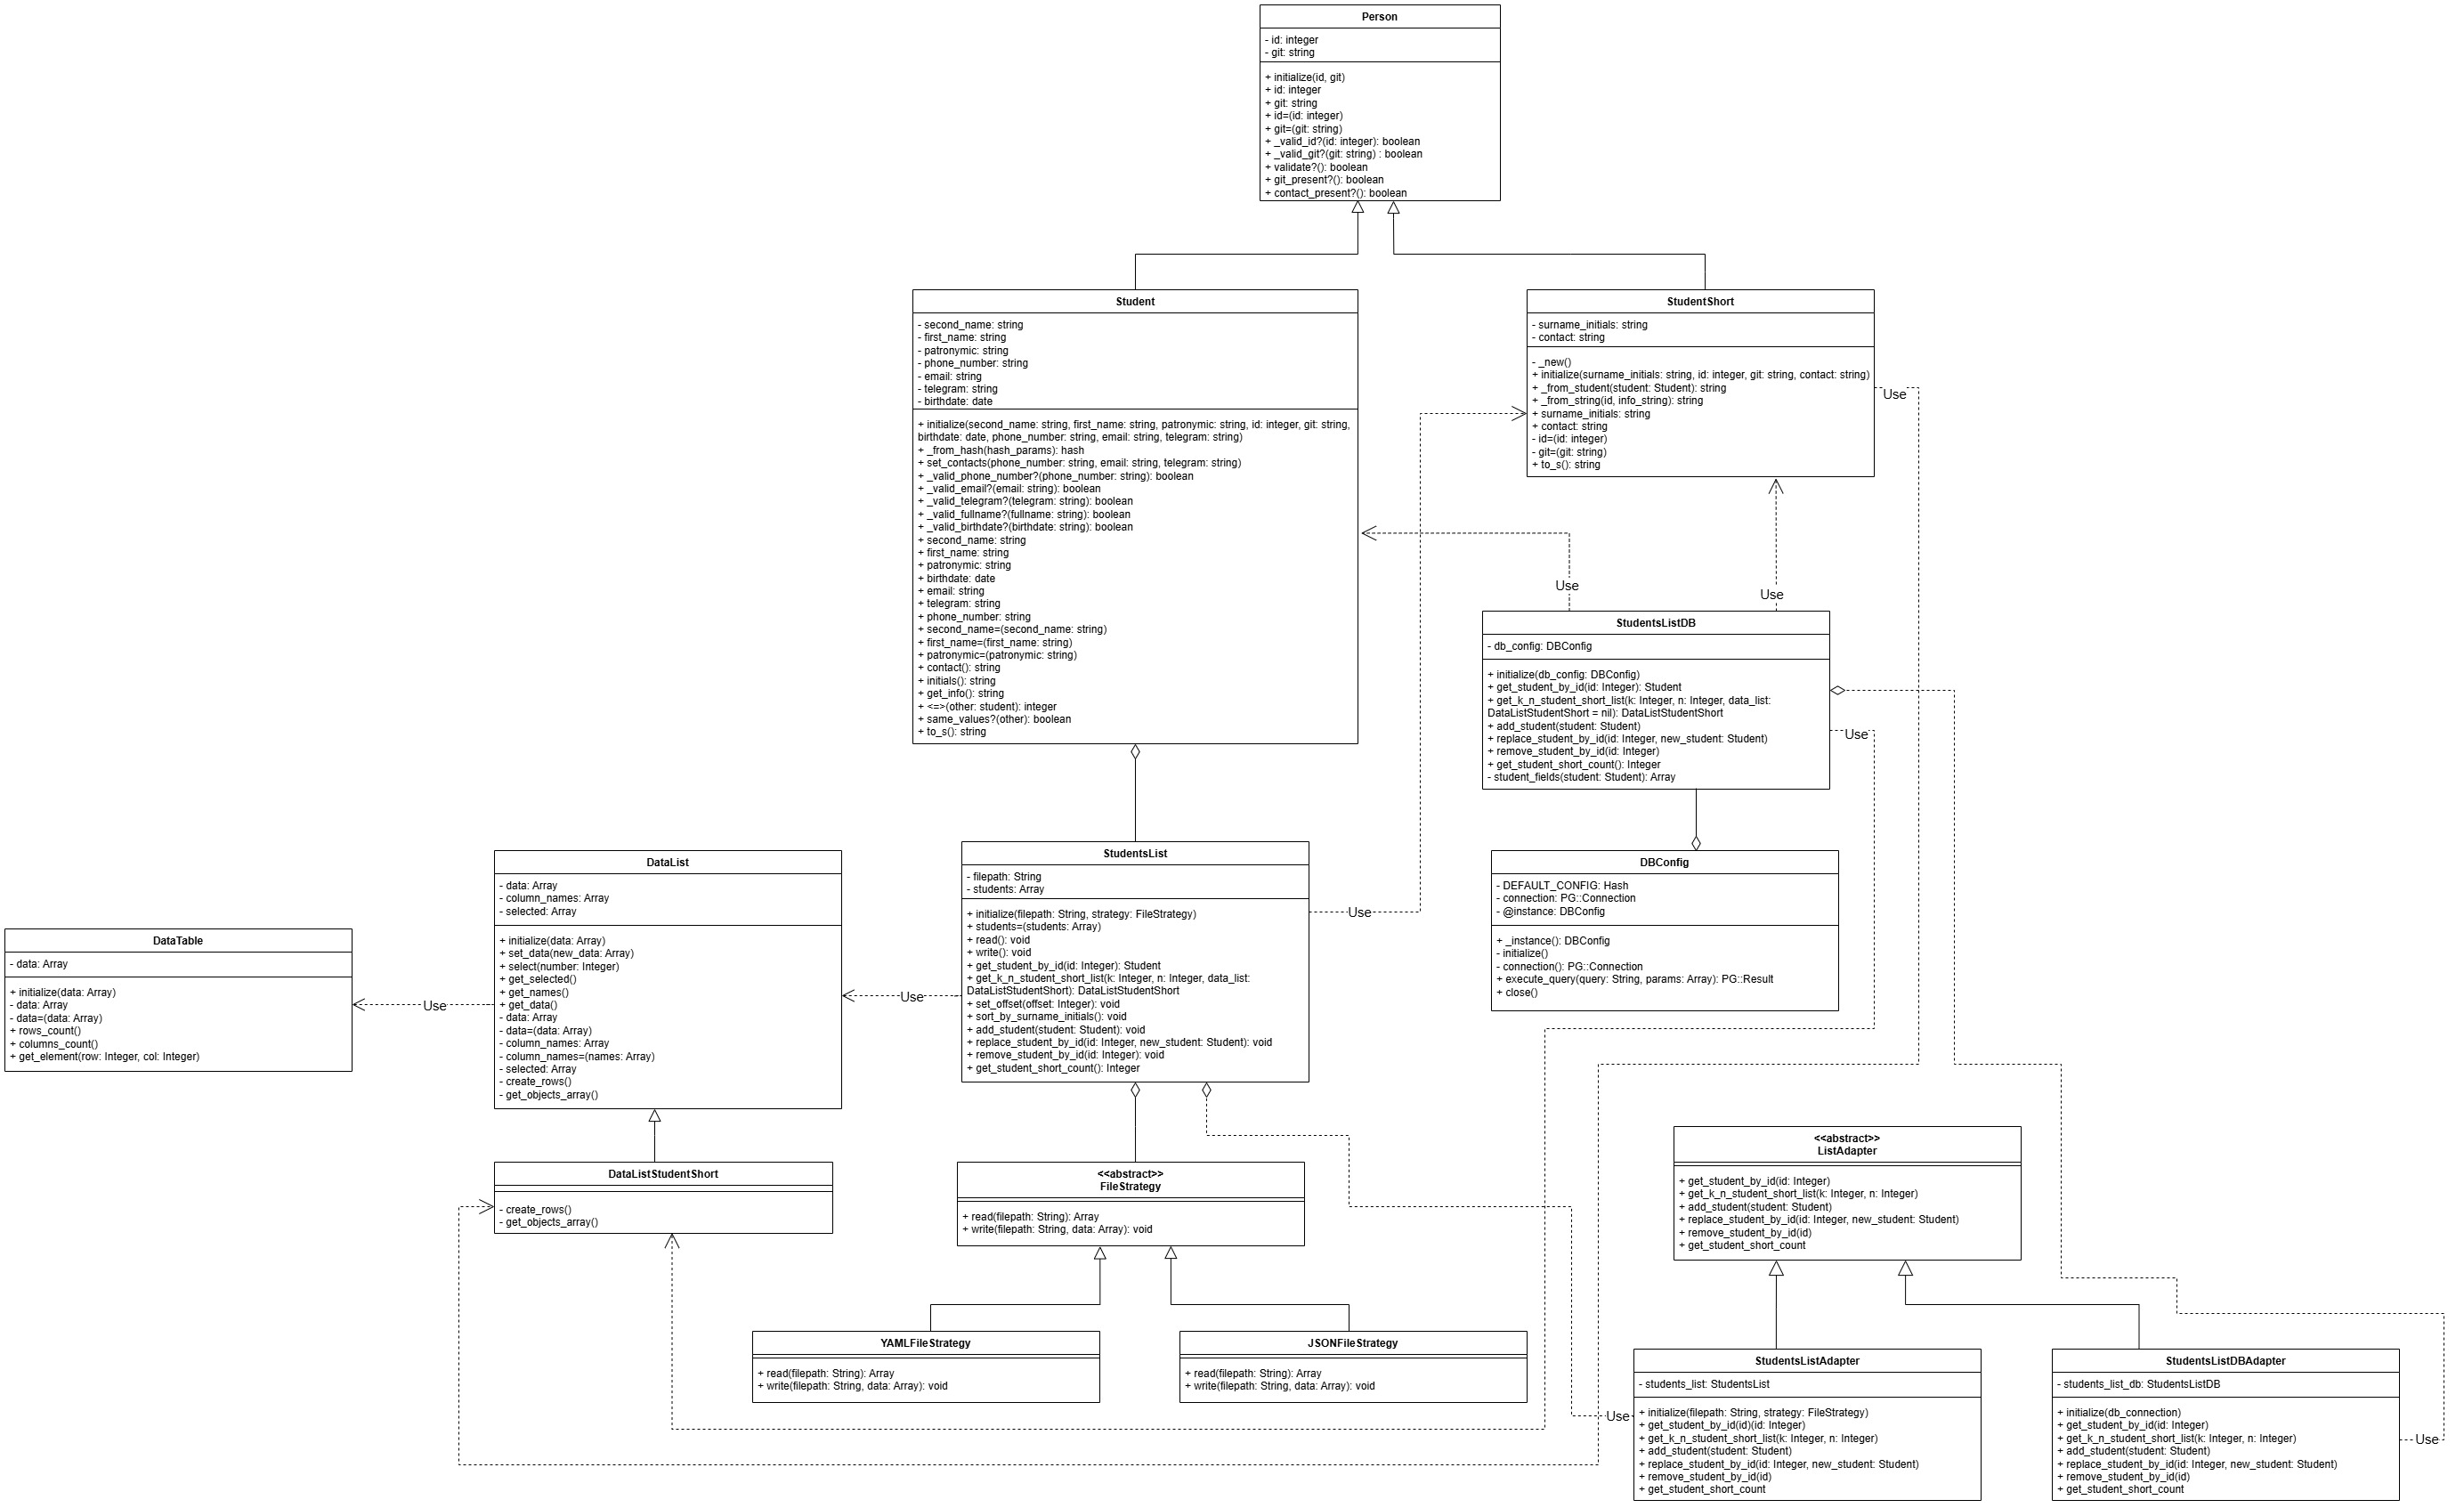 Person
- id: integer
- git: string
+ initialize(id, git)
+ id: integer
+ git: string
+ id=(id: integer)
+ git=(git: string)
+ _valid_id?(id: integer): boolean
+ _valid_git?(git: string) : boolean
+ validate?(): boolean
+ git_present?(): boolean
+ contact_present?(): boolean
Student
- second_name: string
- first_name: string
- patronymic: string
- phone_number: string
- email: string
- telegram: string
- birthdate: date
+ initialize(second_name: string, first_name: string, patronymic: string, id: integer, git: string,
birthdate: date, phone_number: string, email: string, telegram: string)
+ _from_hash(hash_params): hash
+ set_contacts(phone_number: string, email: string, telegram: string)
+ _valid_phone_number?(phone_number: string): boolean
+ _valid_email?(email: string): boolean
+ _valid_telegram?(telegram: string): boolean
+ _valid_fullname?(fullname: string): boolean
+ _valid_birthdate?(birthdate: string): boolean
+ second_name: string
+ first_name: string
+ patronymic: string
+ birthdate: date
+ email: string
+ telegram: string
+ phone_number: string
+ second_name=(second_name: string)
+ first_name=(first_name: string)
+ patronymic=(patronymic: string)
+ contact(): string
+ initials(): string
+ get_info(): string
+ <=>(other: student): integer
+ same_values?(other): boolean
+ to_s(): string
StudentShort
- surname_initials: string
- contact: string
- _new()
+ initialize(surname_initials: string, id: integer, git: string, contact: string)
+ _from_student(student: Student): string
+ _from_string(id, info_string): string
+ surname_initials: string
+ contact: string
- id=(id: integer)
- git=(git: string)
+ to_s(): string
Use
Use
Use
StudentsListDB
- db_config: DBConfig
+ initialize(db_config: DBConfig)
+ get_student_by_id(id: Integer): Student
+ get_k_n_student_short_list(k: Integer, n: Integer, data_list:
DataListStudentShort = nil): DataListStudentShort
+ add_student(student: Student)
+ replace_student_by_id(id: Integer, new_student: Student)
+ remove_student_by_id(id: Integer)
+ get_student_short_count(): Integer
- student_fields(student: Student): Array
Use
DataTable
- data: Array
+ initialize(data: Array)
- data: Array
- data=(data: Array)
+ rows_count()
+ columns_count()
+ get_element(row: Integer, col: Integer)
Use
DataList
- data: Array
- column_names: Array
- selected: Array
+ initialize(data: Array)
+ set_data(new_data: Array)
+ select(number: Integer)
+ get_selected()
+ get_names()
+ get_data()
- data: Array
- data=(data: Array)
- column_names: Array
- column_names=(names: Array)
- selected: Array
- create_rows()
- get_objects_array()
Use
StudentsList
- filepath: String
- students: Array
+ initialize(filepath: String, strategy: FileStrategy)
+ students=(students: Array)
+ read(): void
+ write(): void
+ get_student_by_id(id: Integer): Student
+ get_k_n_student_short_list(k: Integer, n: Integer, data_list:
DataListStudentShort): DataListStudentShort
+ set_offset(offset: Integer): void
+ sort_by_surname_initials(): void
+ add_student(student: Student): void
+ replace_student_by_id(id: Integer, new_student: Student): void
+ remove_student_by_id(id: Integer): void
+ get_student_short_count(): Integer
Use
DBConfig
- DEFAULT_CONFIG: Hash
- connection: PG::Connection
- @instance: DBConfig
+ _instance(): DBConfig
- initialize()
- connection(): PG::Connection
+ execute_query(query: String, params: Array): PG::Result
+ close()
DataListStudentShort
- create_rows()
- get_objects_array()
<<abstract>>
FileStrategy
+ read(filepath: String): Array
+ write(filepath: String, data: Array): void
<<abstract>>
ListAdapter
+ get_student_by_id(id: Integer)
+ get_k_n_student_short_list(k: Integer, n: Integer)
+ add_student(student: Student)
+ replace_student_by_id(id: Integer, new_student: Student)
+ remove_student_by_id(id)
+ get_student_short_count
YAMLFileStrategy
+ read(filepath: String): Array
+ write(filepath: String, data: Array): void
JSONFileStrategy
+ read(filepath: String): Array
+ write(filepath: String, data: Array): void
Use
StudentsListAdapter
- students_list: StudentsList
+ initialize(filepath: String, strategy: FileStrategy)
+ get_student_by_id(id)(id: Integer)
+ get_k_n_student_short_list(k: Integer, n: Integer)
+ add_student(student: Student)
+ replace_student_by_id(id: Integer, new_student: Student)
+ remove_student_by_id(id)
+ get_student_short_count
StudentsListDBAdapter
- students_list_db: StudentsListDB
+ initialize(db_connection)
+ get_student_by_id(id: Integer)
+ get_k_n_student_short_list(k: Integer, n: Integer)
+ add_student(student: Student)
+ replace_student_by_id(id: Integer, new_student: Student)
+ remove_student_by_id(id)
+ get_student_short_count
Use